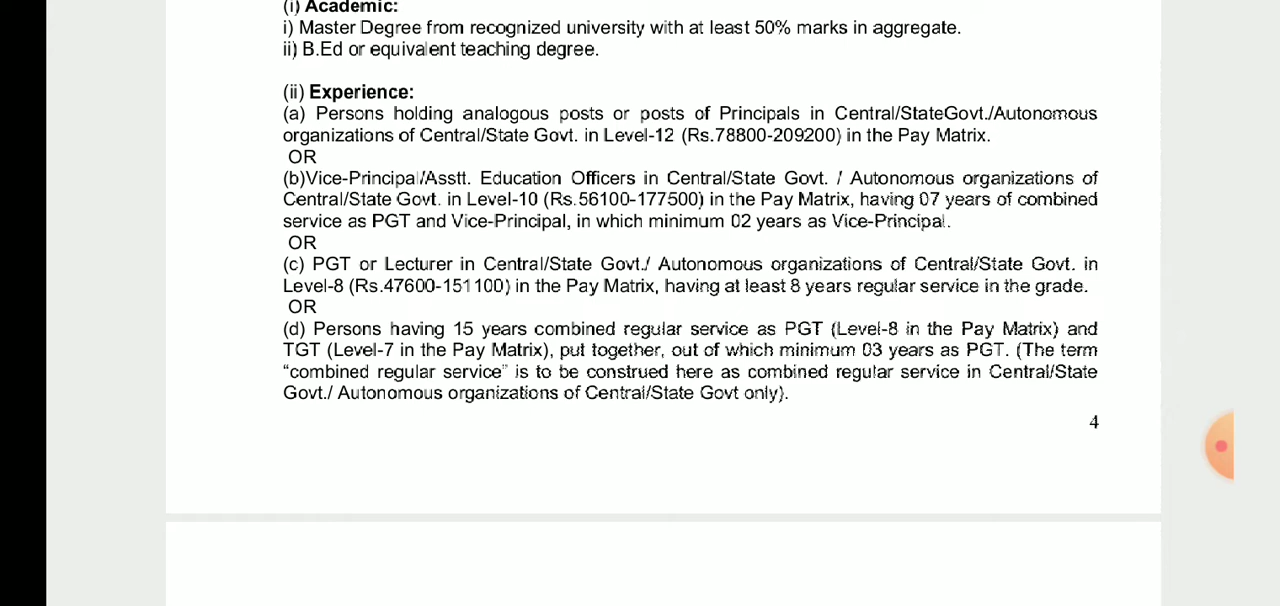 (i) Academic:
i) Master Degree from recognized university with at least 50% marks in aggregate.
ii) B.Ed or equivalent teaching degree.
(ii) Experience:
(a) Persons holding analogous posts or posts of Principals in Central/StateGovt./Autonomous
organizations of Central/State Govt. in Level-12 (Rs.78800-209200) in the Pay Matrix.
OR
(b)Vice-Principal/Asstt. Education Officers in Central/State Govt. / Autonomous organizations of
Central/State Govt. in Level-10 (Rs.56100-177500) in the Pay Matrix, having 07 years of combined
service as PGT and Vice-Principal, in which minimum 02 years as Vice-Principal.
OR
(c) PGT or Lecturer in Central/State Govt./ Autonomous organizations of Central/State Govt. in
Level-8 (Rs.47600-151100) in the Pay Matrix, having at least 8 years regular service in the grade.
OR
(d) Persons having 15 years combined regular service as PGT (Level-8 in the Pay Matrix) and
TGT (Level-7 in the Pay Matrix), put together, out of which minimum 03 years as PGT. (The term
“combined regular service” is to be construed here as combined regular service in Central/State
Govt./ Autonomous organizations of Central/State Govt only).
4